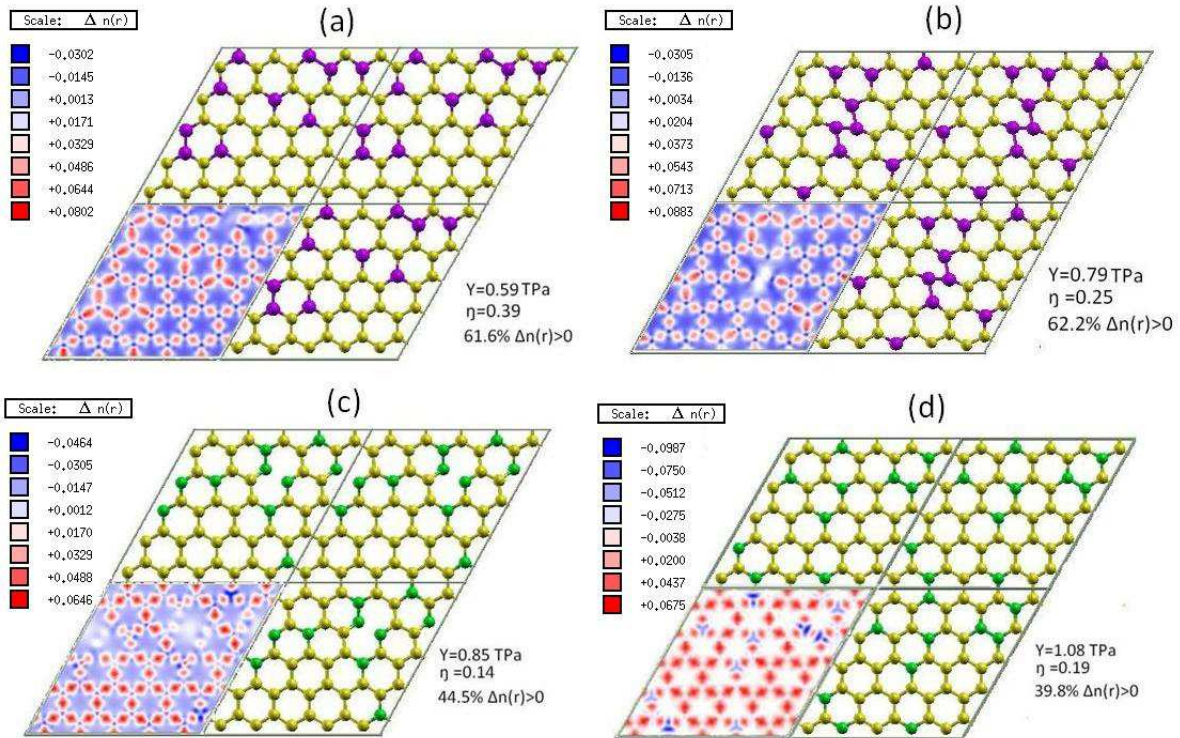 (a)
Scale: Δ n(r)
-0.0302
-0.0145
+0.0013
+0.0171
+0.0329
+0.0486
+0.0644
+0.0802
Y=0.59 TPa
η=0.39
61.6% Δn(r)>0
(b)
Scale: Δ n(r)
-0.0305
-0.0136
+0.0034
+0.0204
+0.0373
+0.0543
+0.0713
+0.0883
Y=0.79 TPa
η =0.25
62.2% Δn(r)>0
(c)
Scale: Δ n(r)
-0.0464
-0.0305
-0.0147
+0.0012
+0.0170
+0.0329
+0.0488
+0.0646
Y=0.85 TPa
η =0.14
44.5% Δn(r)>0
(d)
Scale: Δ n(r)
-0.0987
-0.0750
-0.0512
-0.0275
-0.0038
+0.0200
+0.0437
+0.0675
Y=1.08 TPa
η =0.19
39.8% Δn(r)>0